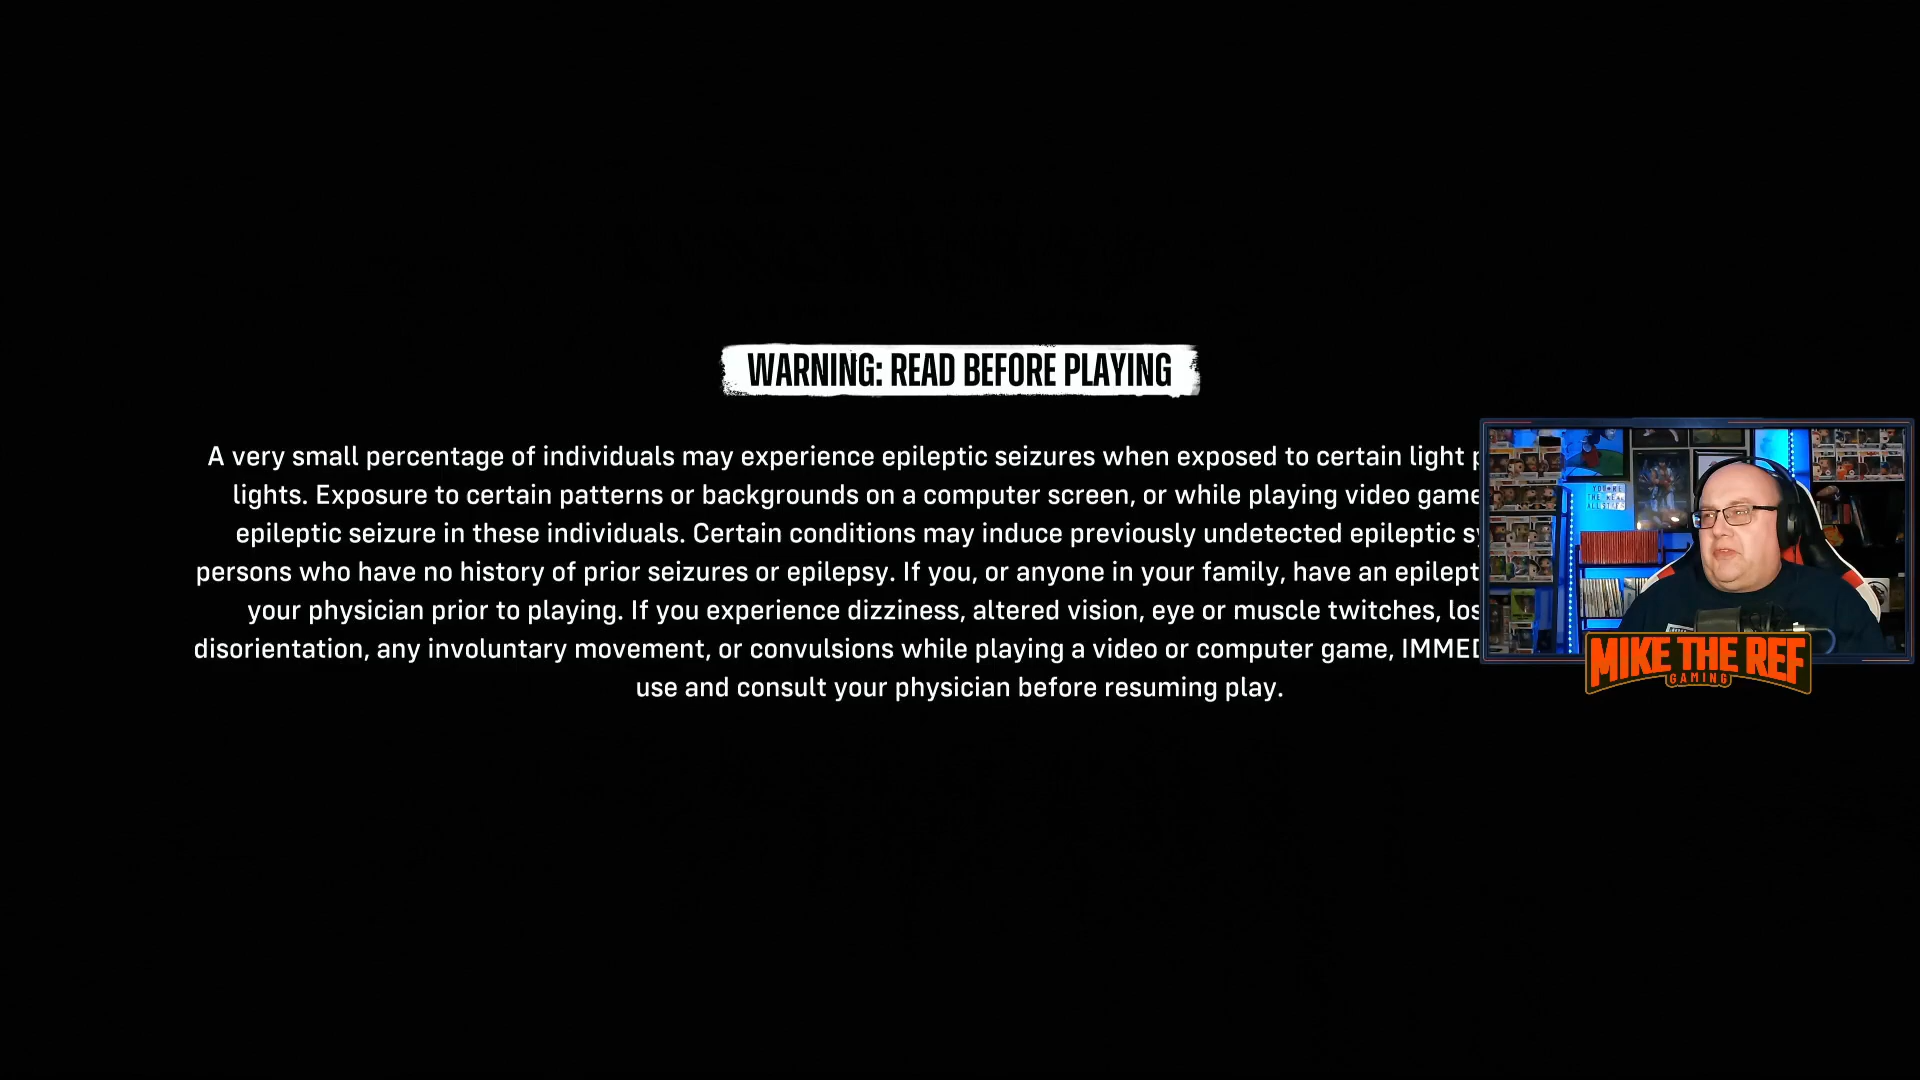 WARNING: READ BEFORE PLAYING
A very small percentage of individuals may experience epileptic seizures when exposed to certain light
lights. Exposure to certain patterns or backgrounds on a computer screen, or while playing video game
epileptic seizure in these individuals. Certain conditions may induce previously undetected epileptic
persons who have no history of prior seizures or epilepsy. If you, or anyone in your family, have an
your physician prior to playing. If you experience dizziness, altered vision, eye or muscle twitches,
disorientation, any involuntary movement, or convulsions while playing a video or computer game,
use and consult your physician before resuming play.
YOU'RE
THE REAL
MIKE THE REF
GAMING